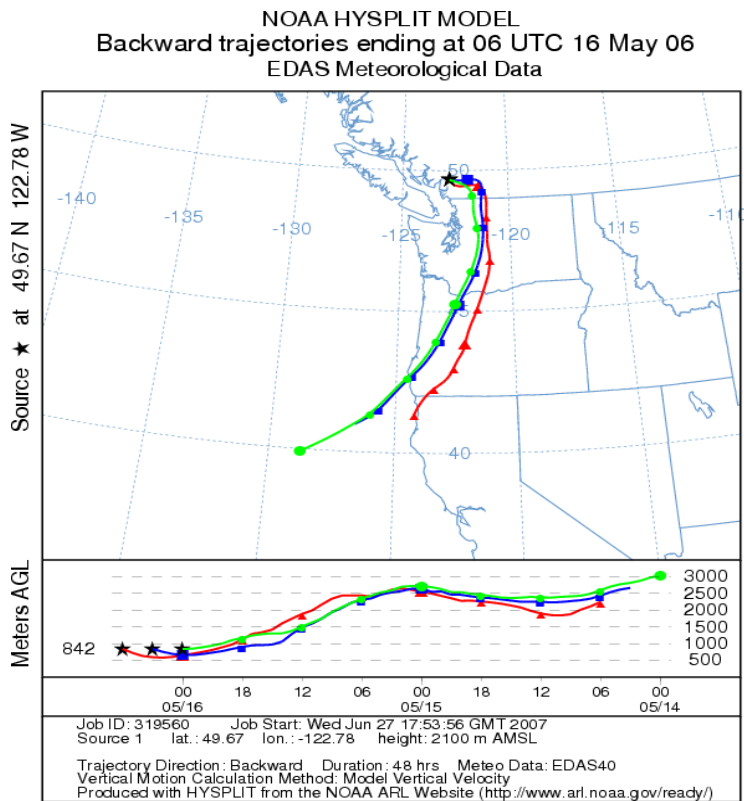 NOAA HYSPLIT MODEL
Backward trajectories ending at 06 UTC 16 May 06
EDAS Meteorological Data
Source ★ at 49.67 N 122.78 W
50
-140
-135
-130
-125
-120
-115
-110
45
40
Meters AGL
842
3000
2500
2000
1500
1000
500
00 18 12 06 00 18 12 06 00
05/16 05/15 05/14
Job ID: 319560 Job Start: Wed Jun 27 17:53:56 GMT 2007
Source 1 lat.: 49.67 lon.: -122.78 height: 2100 m AMSL
Trajectory Direction: Backward Duration: 48 hrs Meteo Data: EDAS40
Vertical Motion Calculation Method: Model Vertical Velocity
Produced with HYSPLIT from the NOAA ARL Website (http://www.arl.noaa.gov/ready/)